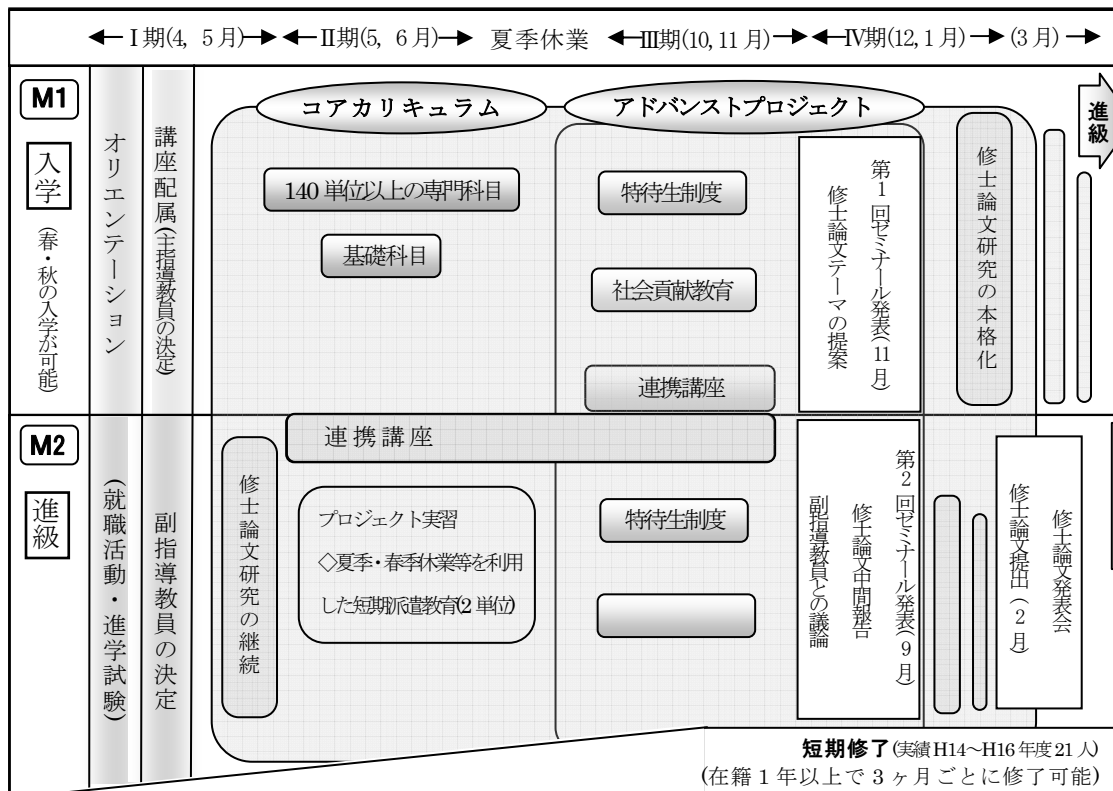 Ⅰ期(4, 5月)
Ⅱ期(5, 6月)
夏季休業
Ⅲ期(10, 11月)
Ⅳ期(12, 1月)
(3月)
M1
入学
(春・秋の入学が可能)
オリエンテーション
講座配属(主指導教員の決定)
コアカリキュラム
140単位以上の専門科目
基礎科目
アドバンストプロジェクト
特待生制度
社会貢献教育
連携講座
第1回ゼミナール発表(11月)
修士論文テーマの提案
修士論文研究の本格化
進級
M2
進級
(就職活動・進学試験)
副指導教員の決定
修士論文研究の継続
連携講座
プロジェクト実習
◇夏季・春季休業等を利用
した短期派遣教育(2単位)
特待生制度
第2回ゼミナール発表(9月)
修士論文中間報告
副指導教員との議論
修士論文発表会
修士論文提出(2月)
短期修了(実績H14～H16年度21人)
(在籍1年以上で3ヶ月ごとに修了可能)